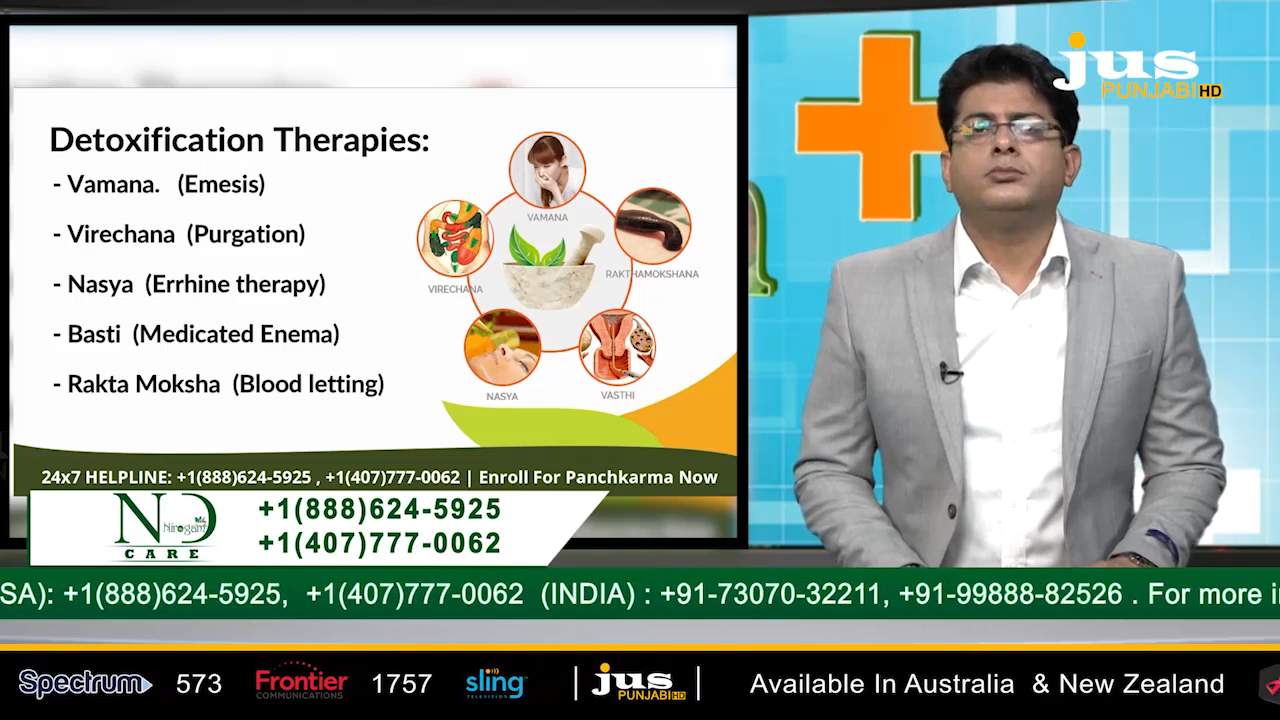 jus
PUNJABI HD
Detoxification Therapies:
- Vamana. (Emesis)
- Virechana (Purgation)
- Nasya (Errhine therapy)
- Basti (Medicated Enema)
- Rakta Moksha (Blood letting)
VAMANA
RAKTHAMOKSHANA
VIRECHANA
NASYA
VASTHI
24x7 HELPLINE: +1(888)624-5925 , +1(407)777-0062 | Enroll For Panchkarma Now
ND
Nirogam
CARE
+1(888)624-5925
+1(407)777-0062
SA): +1(888)624-5925, +1(407)777-0062 (INDIA) : +91-73070-32211, +91-99888-82526 . For more i
Spectrum 573 Frontier COMMUNICATIONS 1757 sling TELEVISION | jus PUNJABI HD | Available In Australia & New Zealand